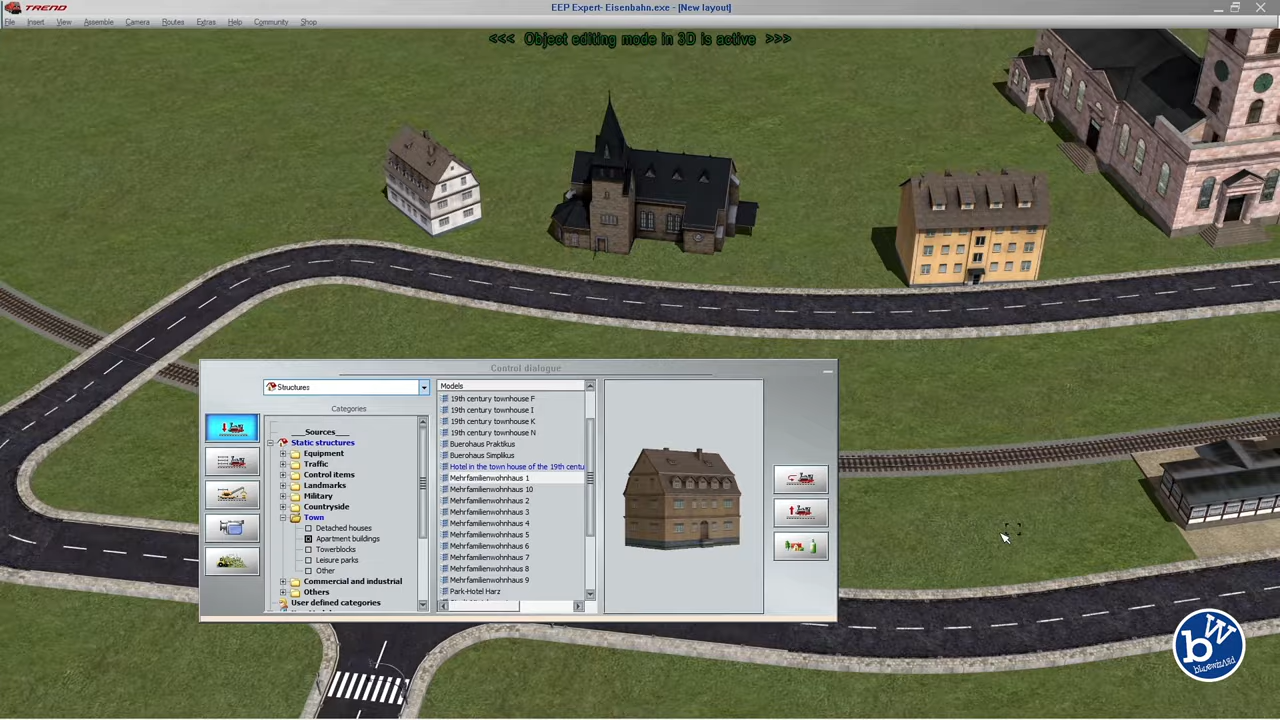 TREND
EEP Expert- Eisenbahn.exe - [New layout]
File Insert View Assemble Camera Routes Extras Help Community Shop
<<< Object editing mode in 3D is active >>>
Control dialogue
Structures
Categories
__Sources__
Static structures
Equipment
Traffic
Control items
Landmarks
Military
Countryside
Town
Detached houses
Apartment buildings
Towerblocks
Leisure parks
Other
Commercial and industrial
Others
User defined categories
Models
19th century townhouse F
19th century townhouse I
19th century townhouse K
19th century townhouse N
Buerohaus Praktikus
Buerohaus Simplikus
Hotel in the town house of the 19th centu
Mehrfamilienwohnhaus 1
Mehrfamilienwohnhaus 10
Mehrfamilienwohnhaus 2
Mehrfamilienwohnhaus 3
Mehrfamilienwohnhaus 4
Mehrfamilienwohnhaus 5
Mehrfamilienwohnhaus 6
Mehrfamilienwohnhaus 7
Mehrfamilienwohnhaus 8
Mehrfamilienwohnhaus 9
Park-Hotel Harz
bW
bluewizard